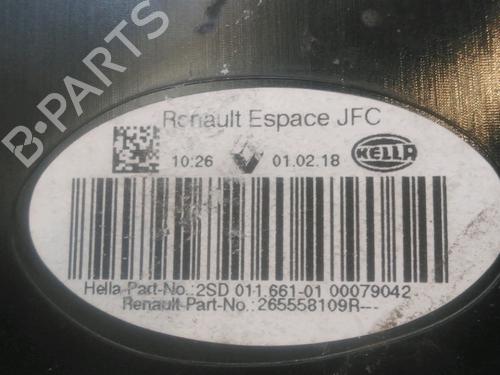 B-PARTS
Renault Espace JFC
10:26 01.02.18 HELLA
Hella-Part-No.:2SD 011.661-01 00079042
Renault-Part-No.:265558109R---